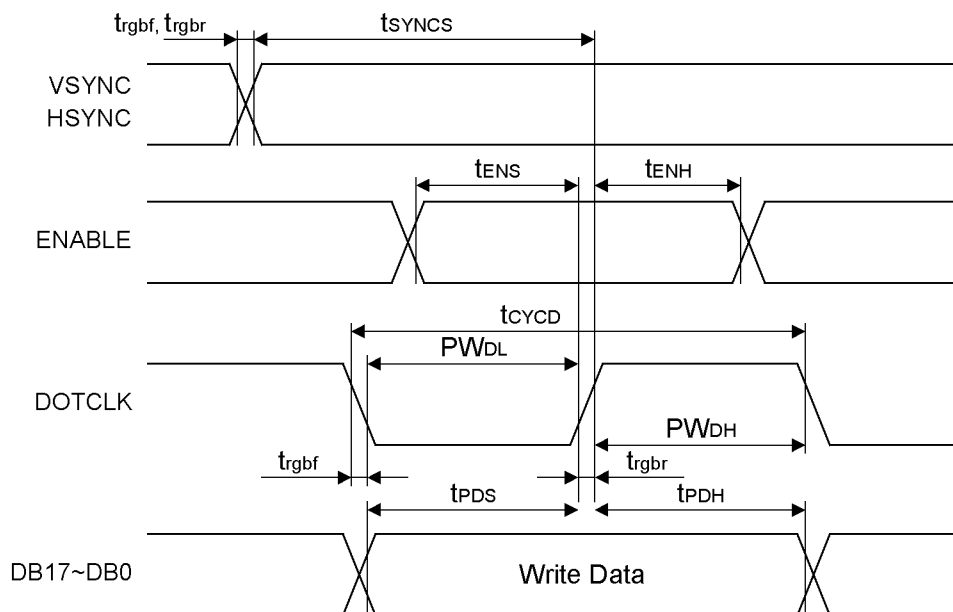 trgbf, trgbr tSYNCS
VSYNC
HSYNC
tENS tENH
ENABLE
tCYCD
PWDL
DOTCLK
PWDH
trgbf trgbr
tPDS tPDH
DB17~DB0 Write Data